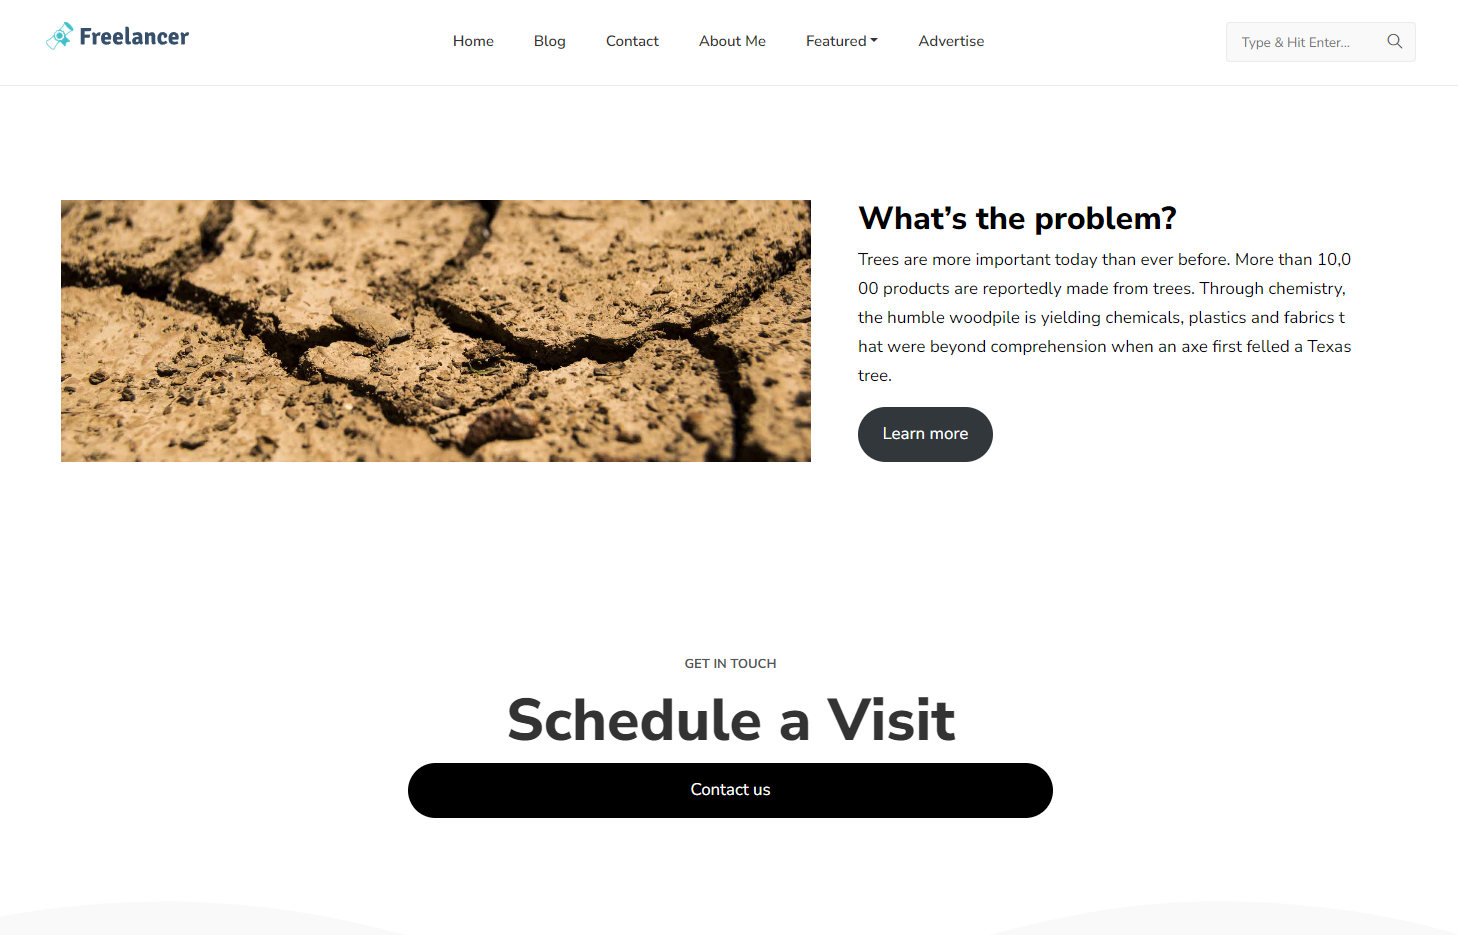 Freelancer
Home Blog Contact About Me Featured Advertise
Type & Hit Enter...
What’s the problem?
Trees are more important today than ever before. More than 10,0
00 products are reportedly made from trees. Through chemistry,
the humble woodpile is yielding chemicals, plastics and fabrics t
hat were beyond comprehension when an axe first felled a Texas
tree.
Learn more
GET IN TOUCH
Schedule a Visit
Contact us